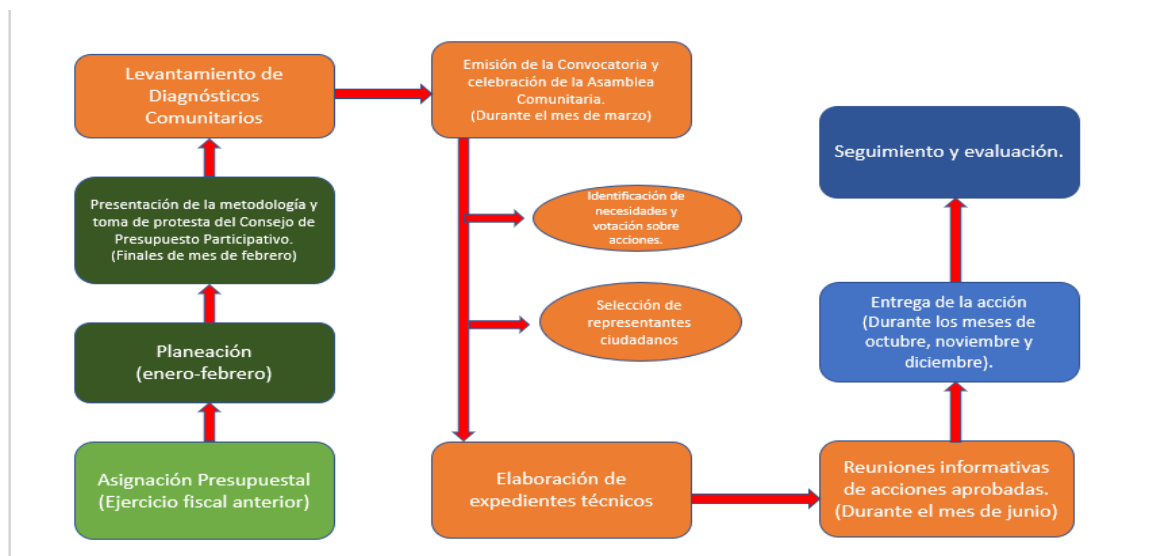 Levantamiento de
Diagnósticos
Comunitarios
Emisión de la Convocatoria y
celebración de la Asamblea
Comunitaria.
(Durante el mes de marzo)
Seguimiento y evaluación.
Presentación de la metodología y
toma de protesta del Consejo de
Presupuesto Participativo.
(Finales de mes de febrero)
Identificación de
necesidades y
votación sobre
acciones.
Selección de
representantes
ciudadanos
Entrega de la acción
(Durante los meses de
octubre, noviembre y
diciembre).
Planeación
(enero-febrero)
Asignación Presupuestal
(Ejercicio fiscal anterior)
Elaboración de
expedientes técnicos
Reuniones informativas
de acciones aprobadas.
(Durante el mes de junio)